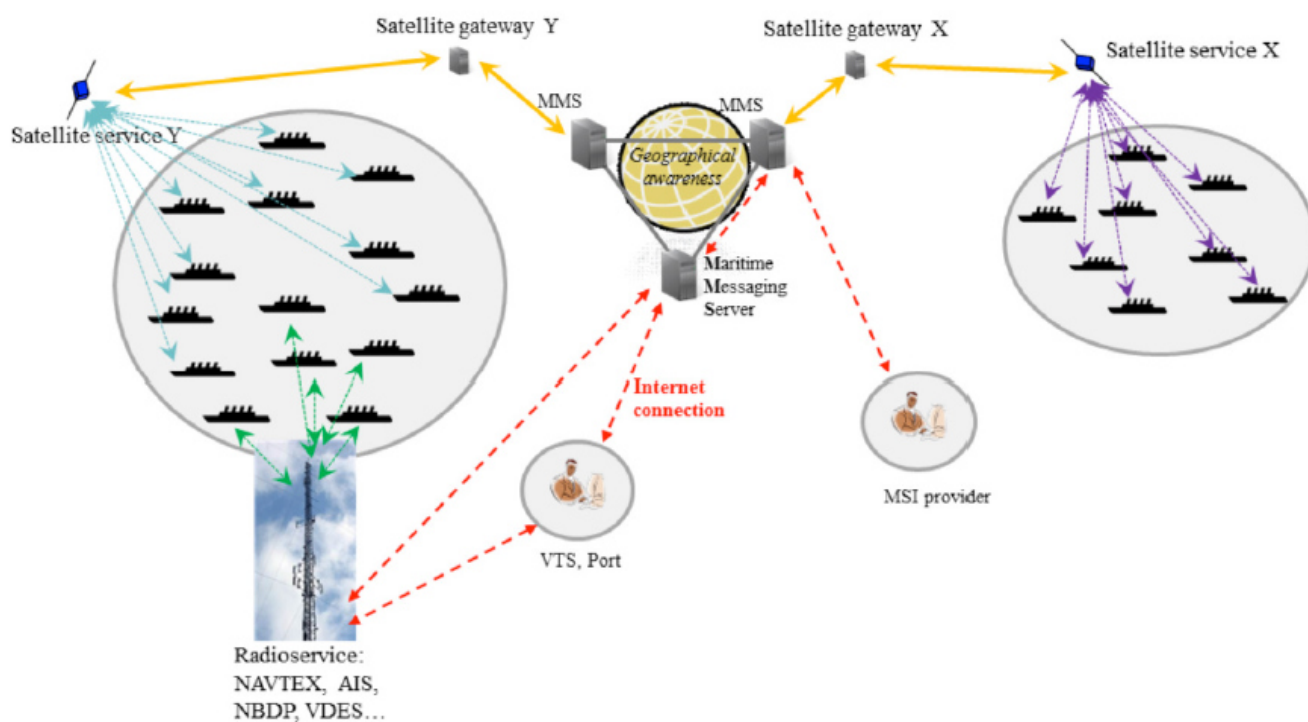 Satellite gateway Y
Satellite gateway X
Satellite service X
MMS
MMS
Satellite service Y
Geographical
awareness
Maritime
Messaging
Server
Internet
connection
MSI provider
VTS, Port
Radioservice:
NAVTEX, AIS,
NBDP, VDES…